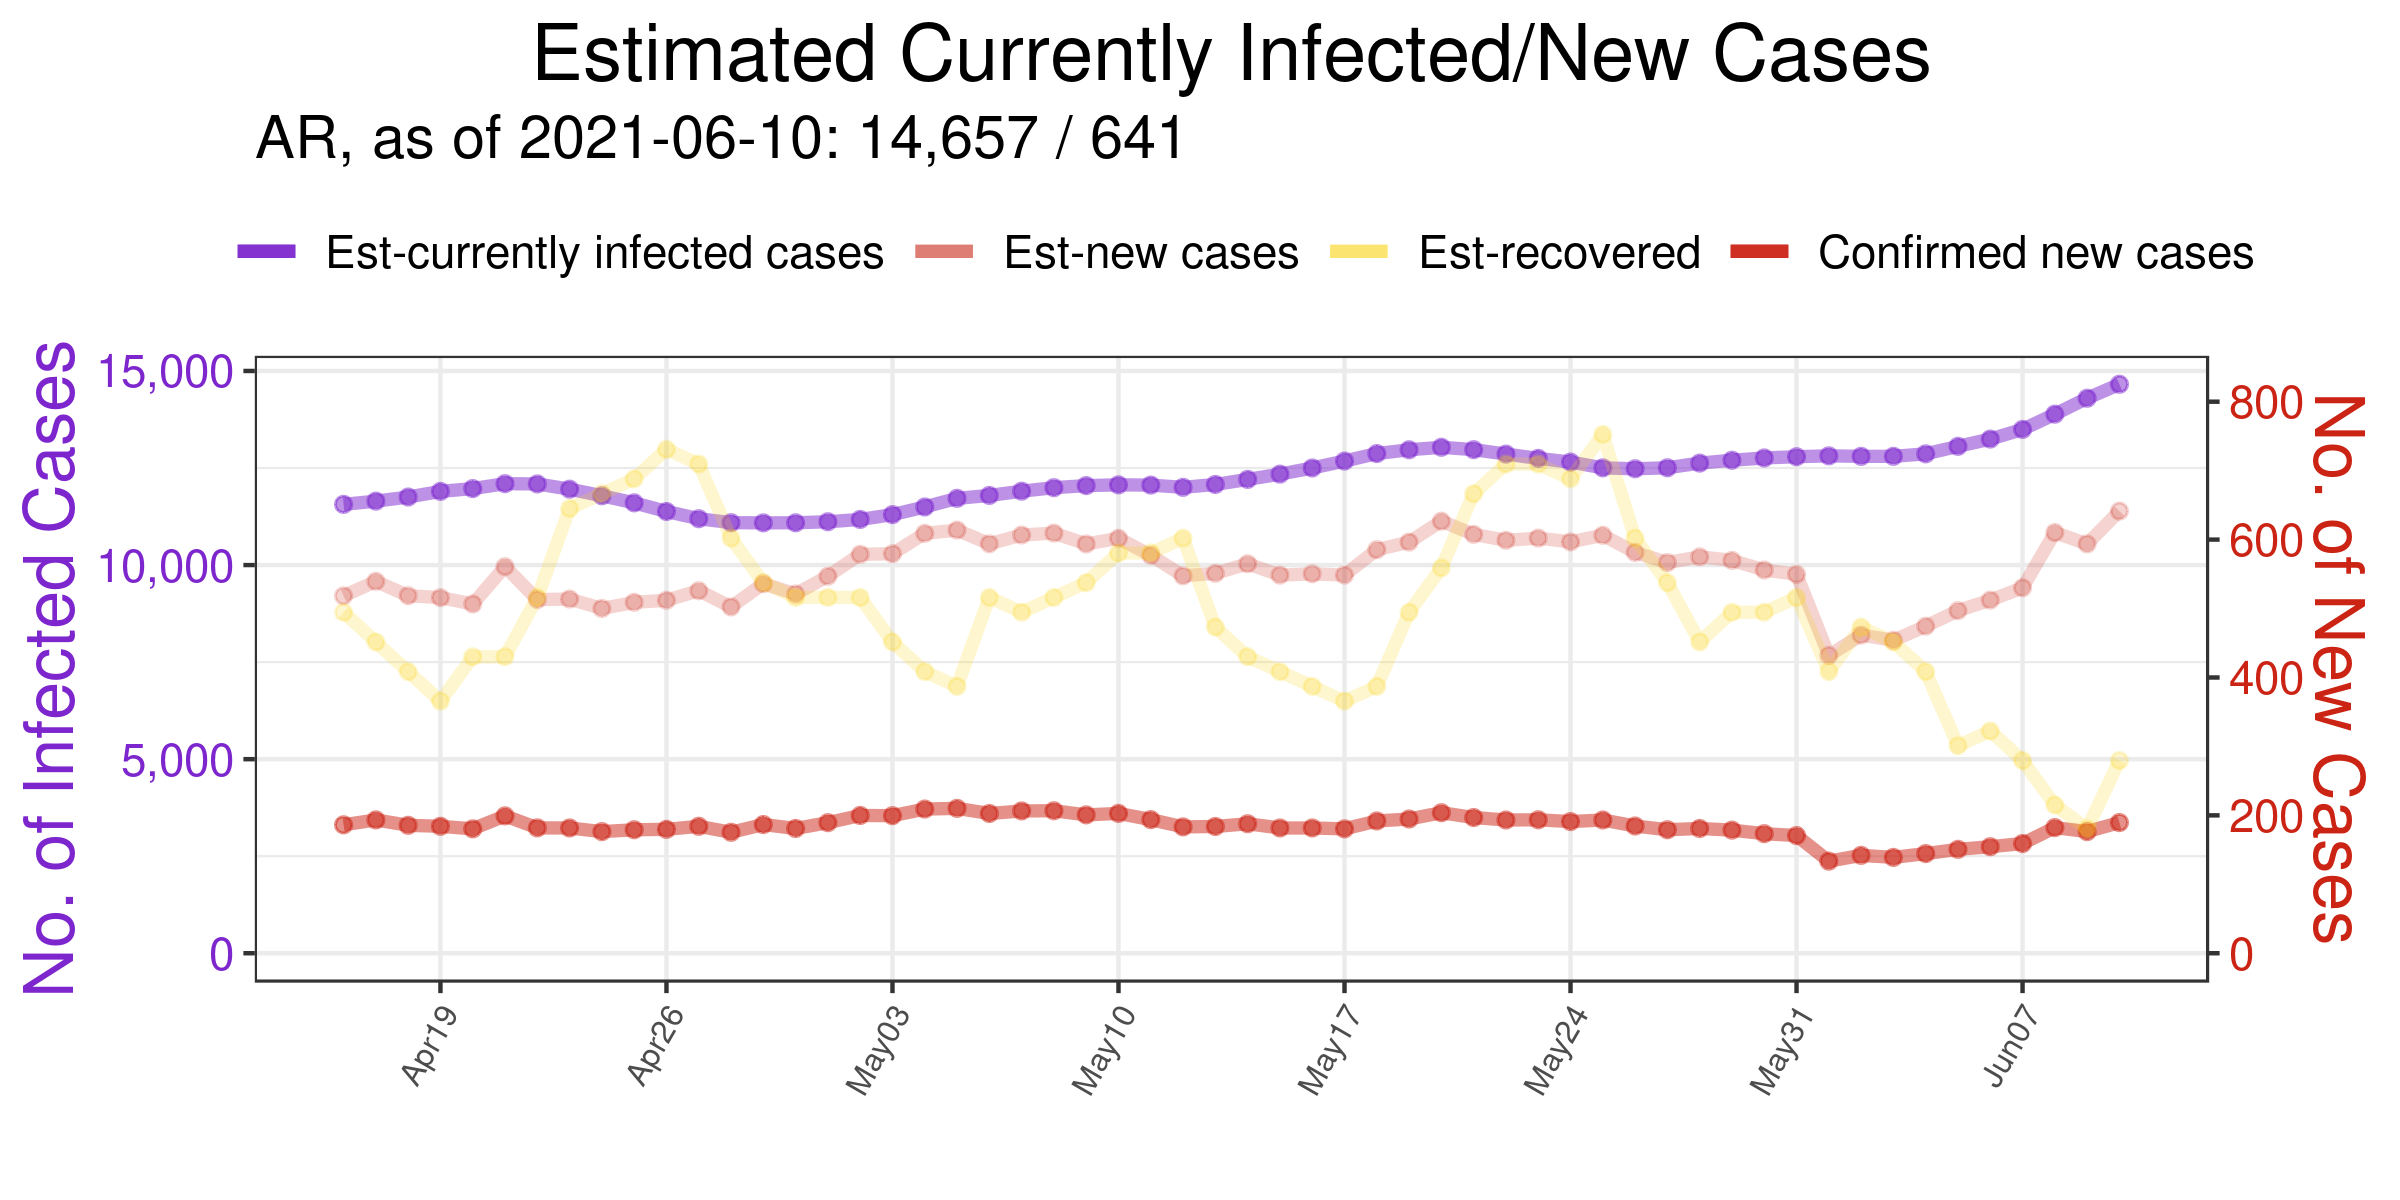 Estimated Currently Infected/New Cases
AR, as of 2021-06-10: 14,657 / 641
Est-currently infected cases Est-new cases Est-recovered Confirmed new cases
No. of Infected Cases
15,000
10,000
5,000
0
800
600
400
200
0
No. of New Cases
Apr19 Apr26 May03 May10 May17 May24 May31 Jun07